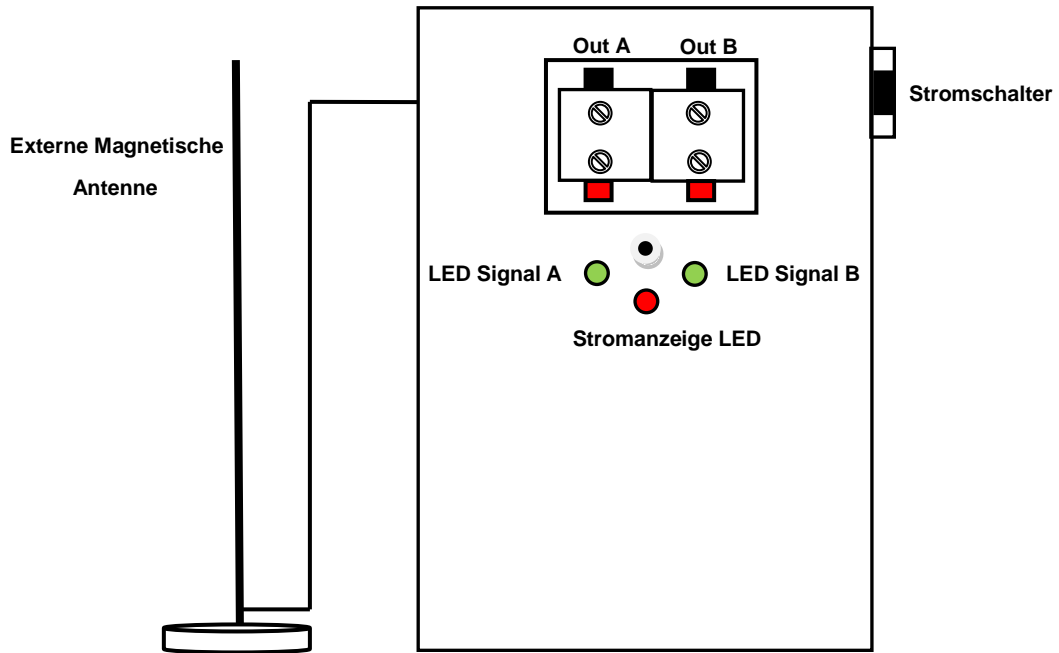 Out A
Out B
Stromschalter
Externe Magnetische
Antenne
LED Signal A
LED Signal B
Stromanzeige LED